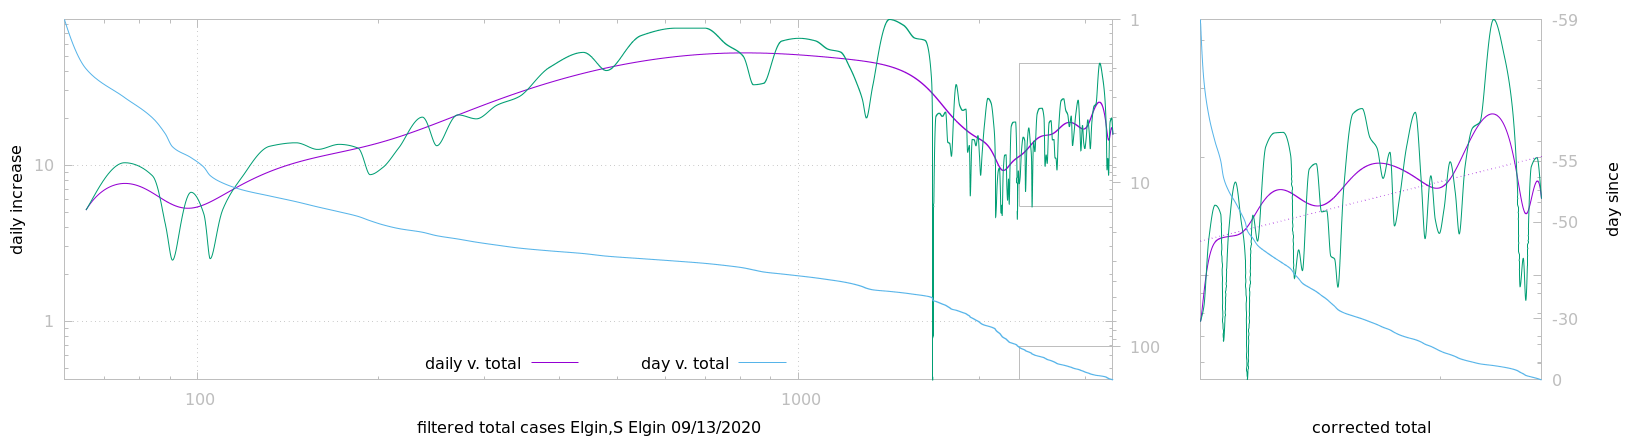 daily increase
10
1
100
1000
1
10
100
daily v. total
day v. total
filtered total cases Elgin,S Elgin 09/13/2020
-59
-55
-50
-30
0
day since
corrected total